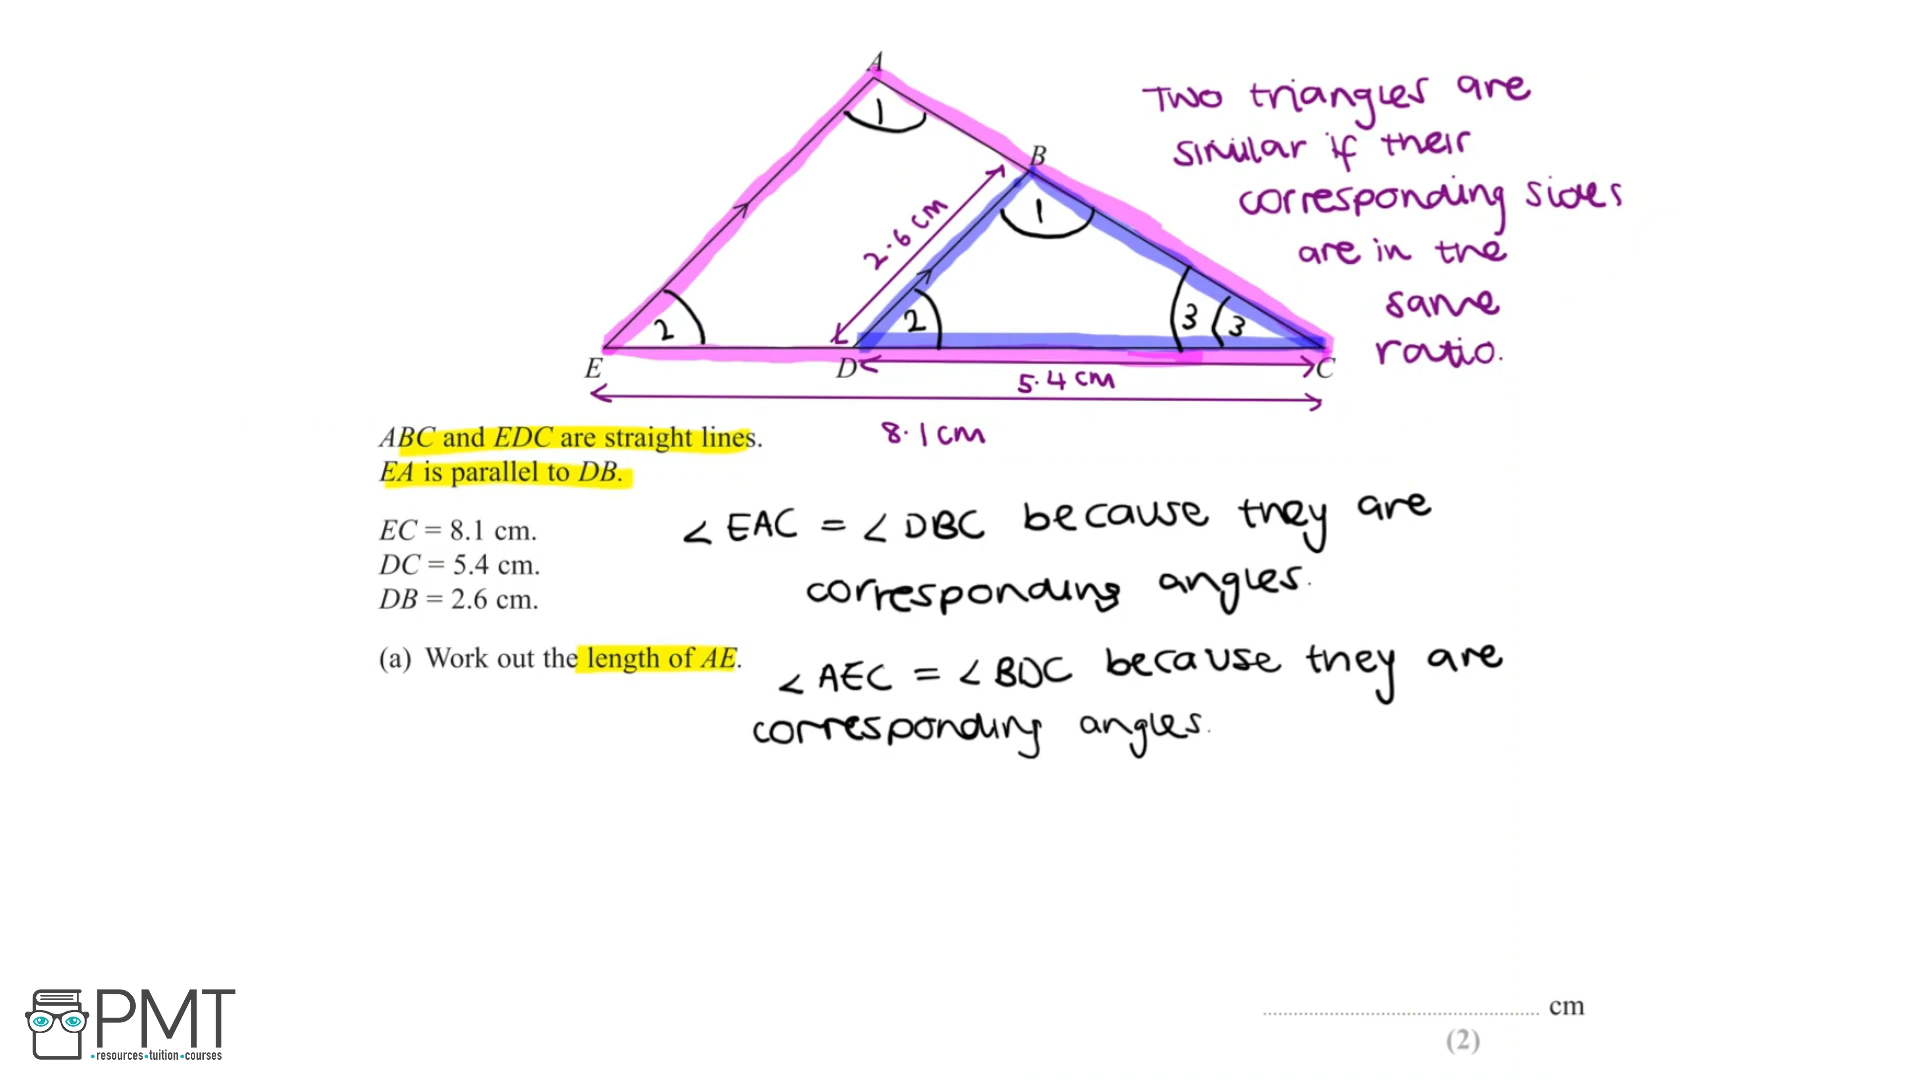 A
1
B
Two triangles are
similar if their
corresponding sides
are in the
same
ratio.
2.6 cm
1
2
2
3
3
E
D
C
5.4 cm
8.1 cm
ABC and EDC are straight lines.
EA is parallel to DB.
EC = 8.1 cm.
DC = 5.4 cm.
DB = 2.6 cm.
∠ EAC = ∠ DBC because they are
corresponding angles.
(a) Work out the length of AE.
∠ AEC = ∠ BDC because they are
corresponding angles.
cm
(2)
PMT
•resources•tuition•courses